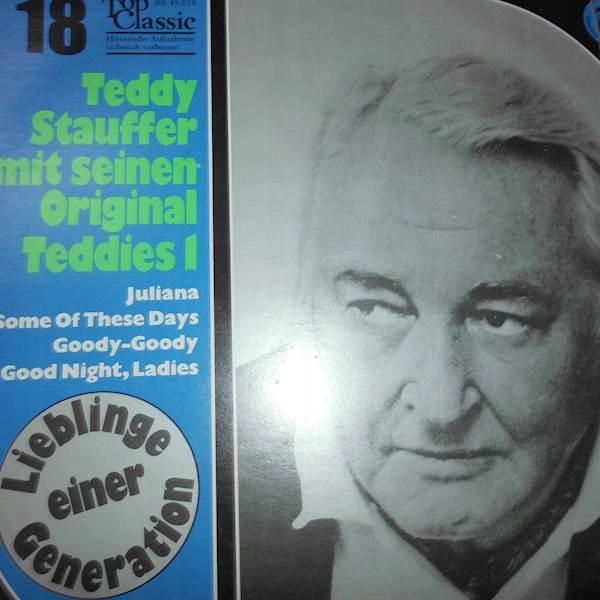 18
Top
Classic
Historische Aufnahmen
technisch verbessert
Teddy
Stauffer
mit seinen
Original
Teddies 1
Juliana
Some Of These Days
Goody-Goody
Good Night, Ladies
Lieblinge
einer
Generation